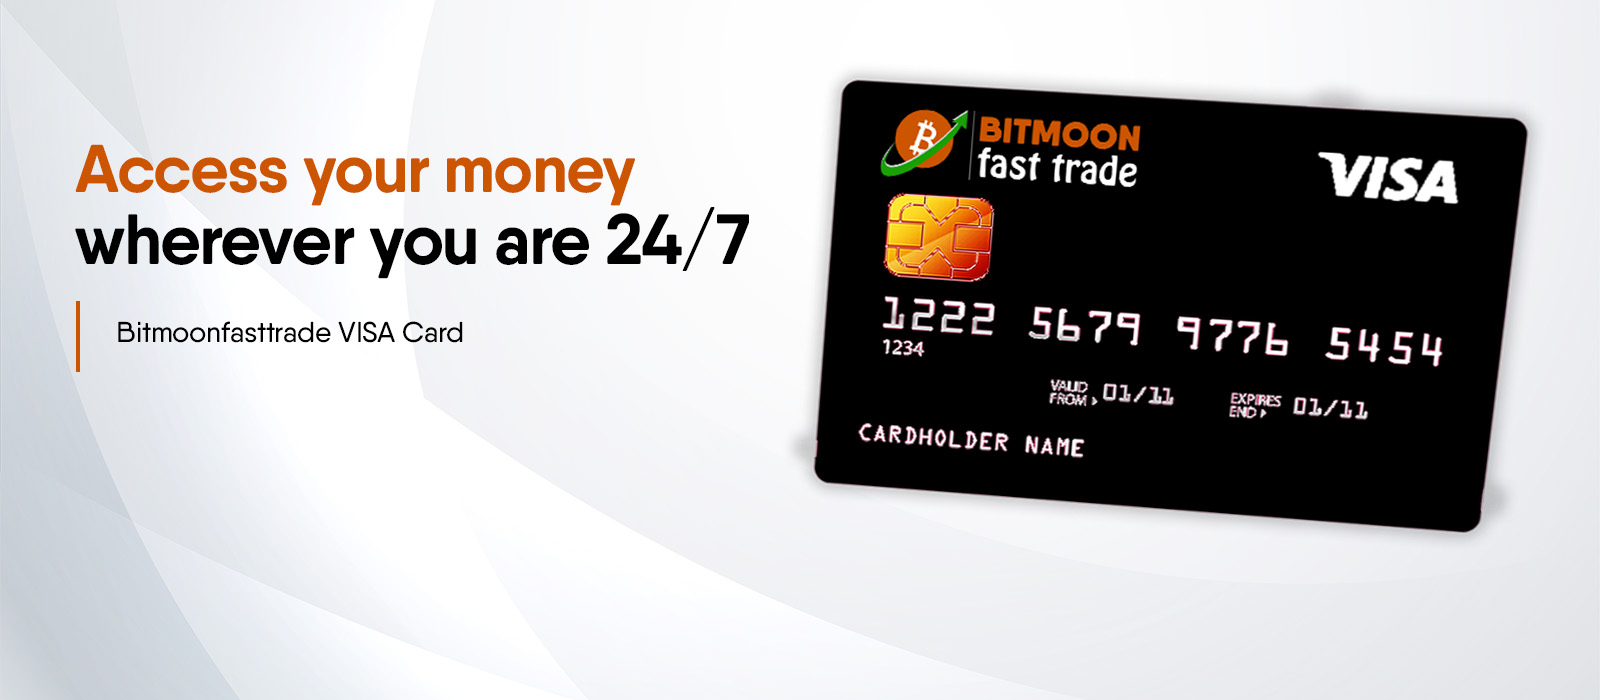 Access your money
wherever you are 24/7
Bitmoonfasttrade VISA Card
BITMOON
fast trade
VISA
1222 5679 9776 5454
1234
VALID
FROM 01/11
EXPIRES
END 01/11
CARDHOLDER NAME